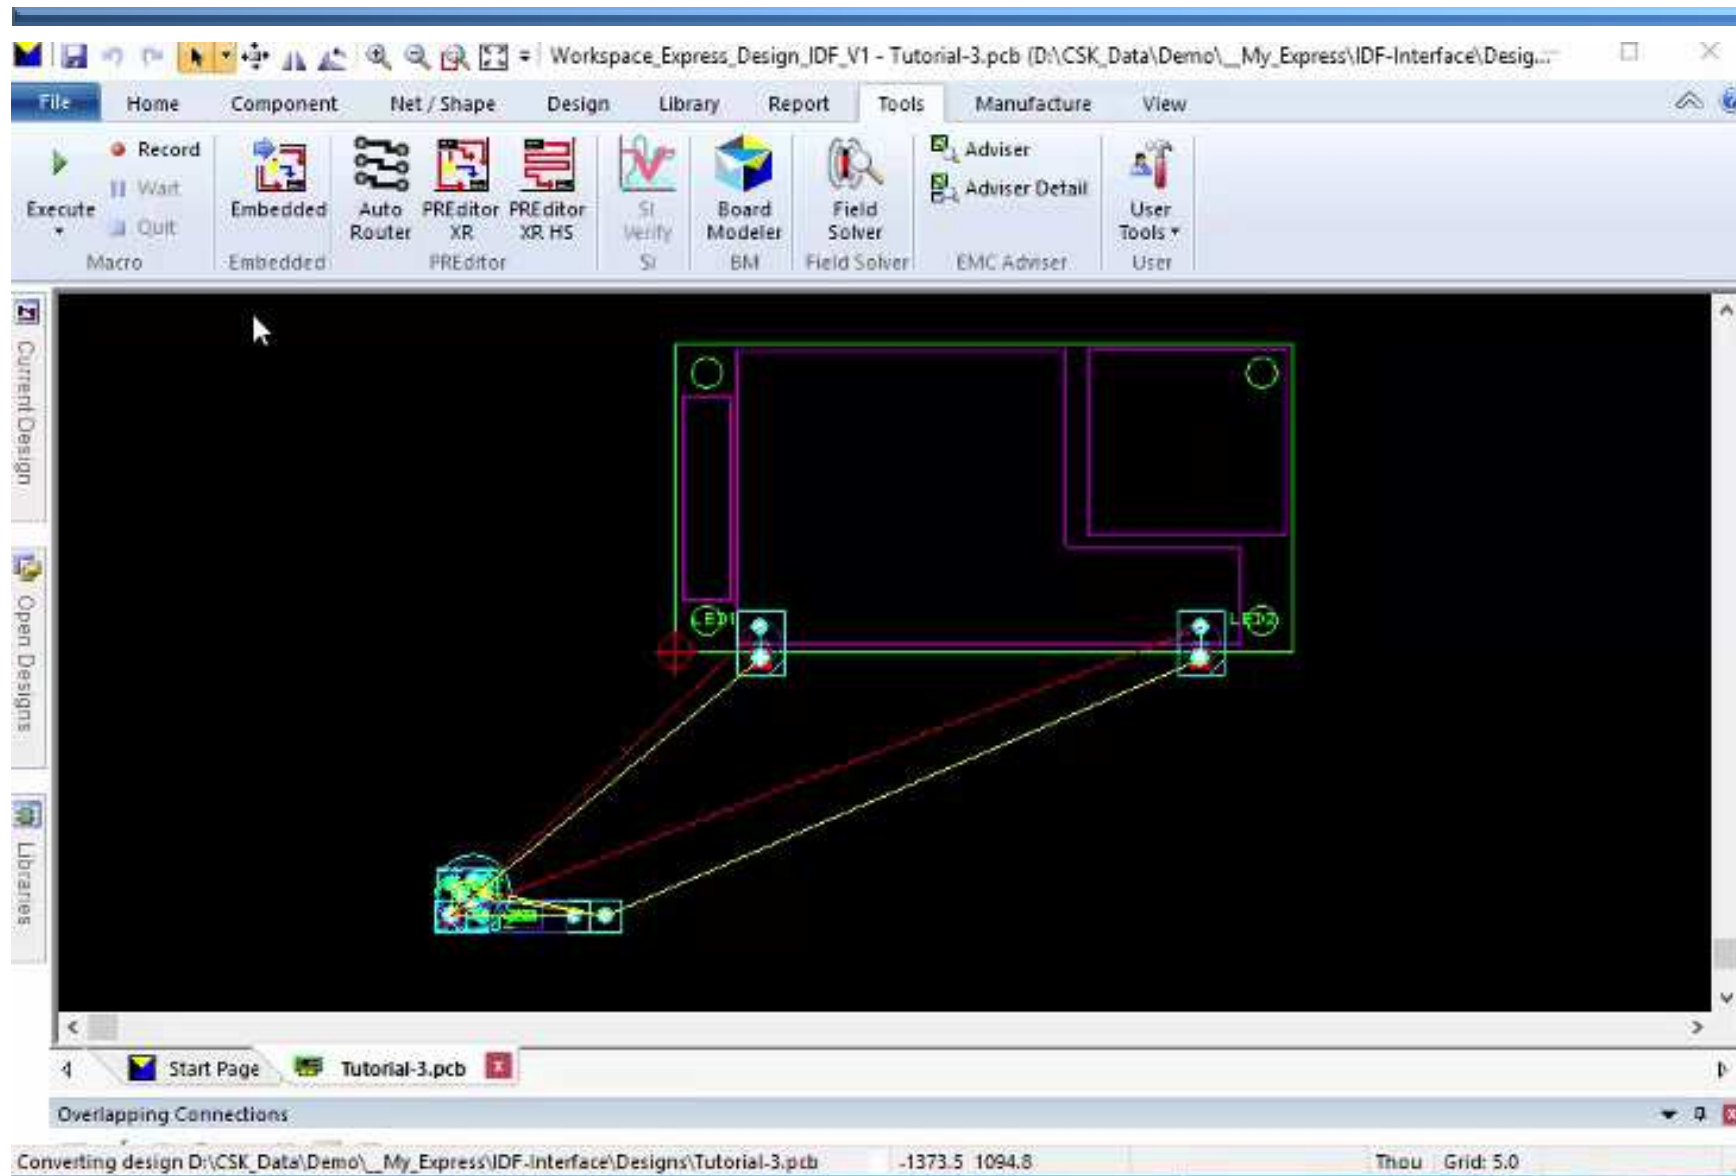 Workspace_Express_Design_IDF_V1 - Tutorial-3.pcb (D:\CSK_Data\Demo\__My_Express\IDF-Interface\Desig...
File Home Component Net / Shape Design Library Report Tools Manufacture View
Execute
Record
Wait
Quit
Macro
Embedded
Embedded
Auto Router
PREditor XR
PREditor XR HS
PREditor
SI Verify
SI
Board Modeler
BM
Field Solver
Field Solver
Adviser
Adviser Detail
EMC Adviser
User Tools
User
Current Design
Open Designs
Libraries
LED1
LED2
Start Page
Tutorial-3.pcb
Overlapping Connections
Converting design D:\CSK_Data\Demo\__My_Express\IDF-Interface\Designs\Tutorial-3.pcb -1373.5 1094.8 Thou Grid: 5.0